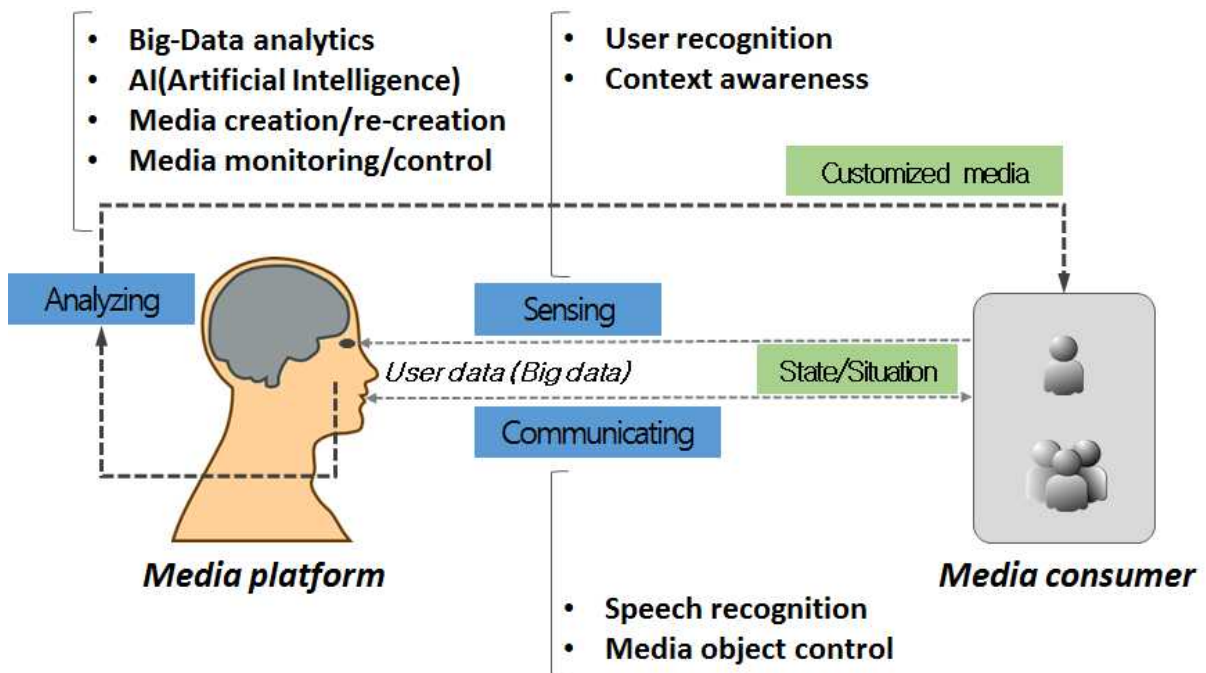 • Big-Data analytics
• AI(Artificial Intelligence)
• Media creation/re-creation
• Media monitoring/control
• User recognition
• Context awareness
Customized media
Analyzing
Sensing
User data (Big data)
State/Situation
Communicating
Media platform
Media consumer
• Speech recognition
• Media object control